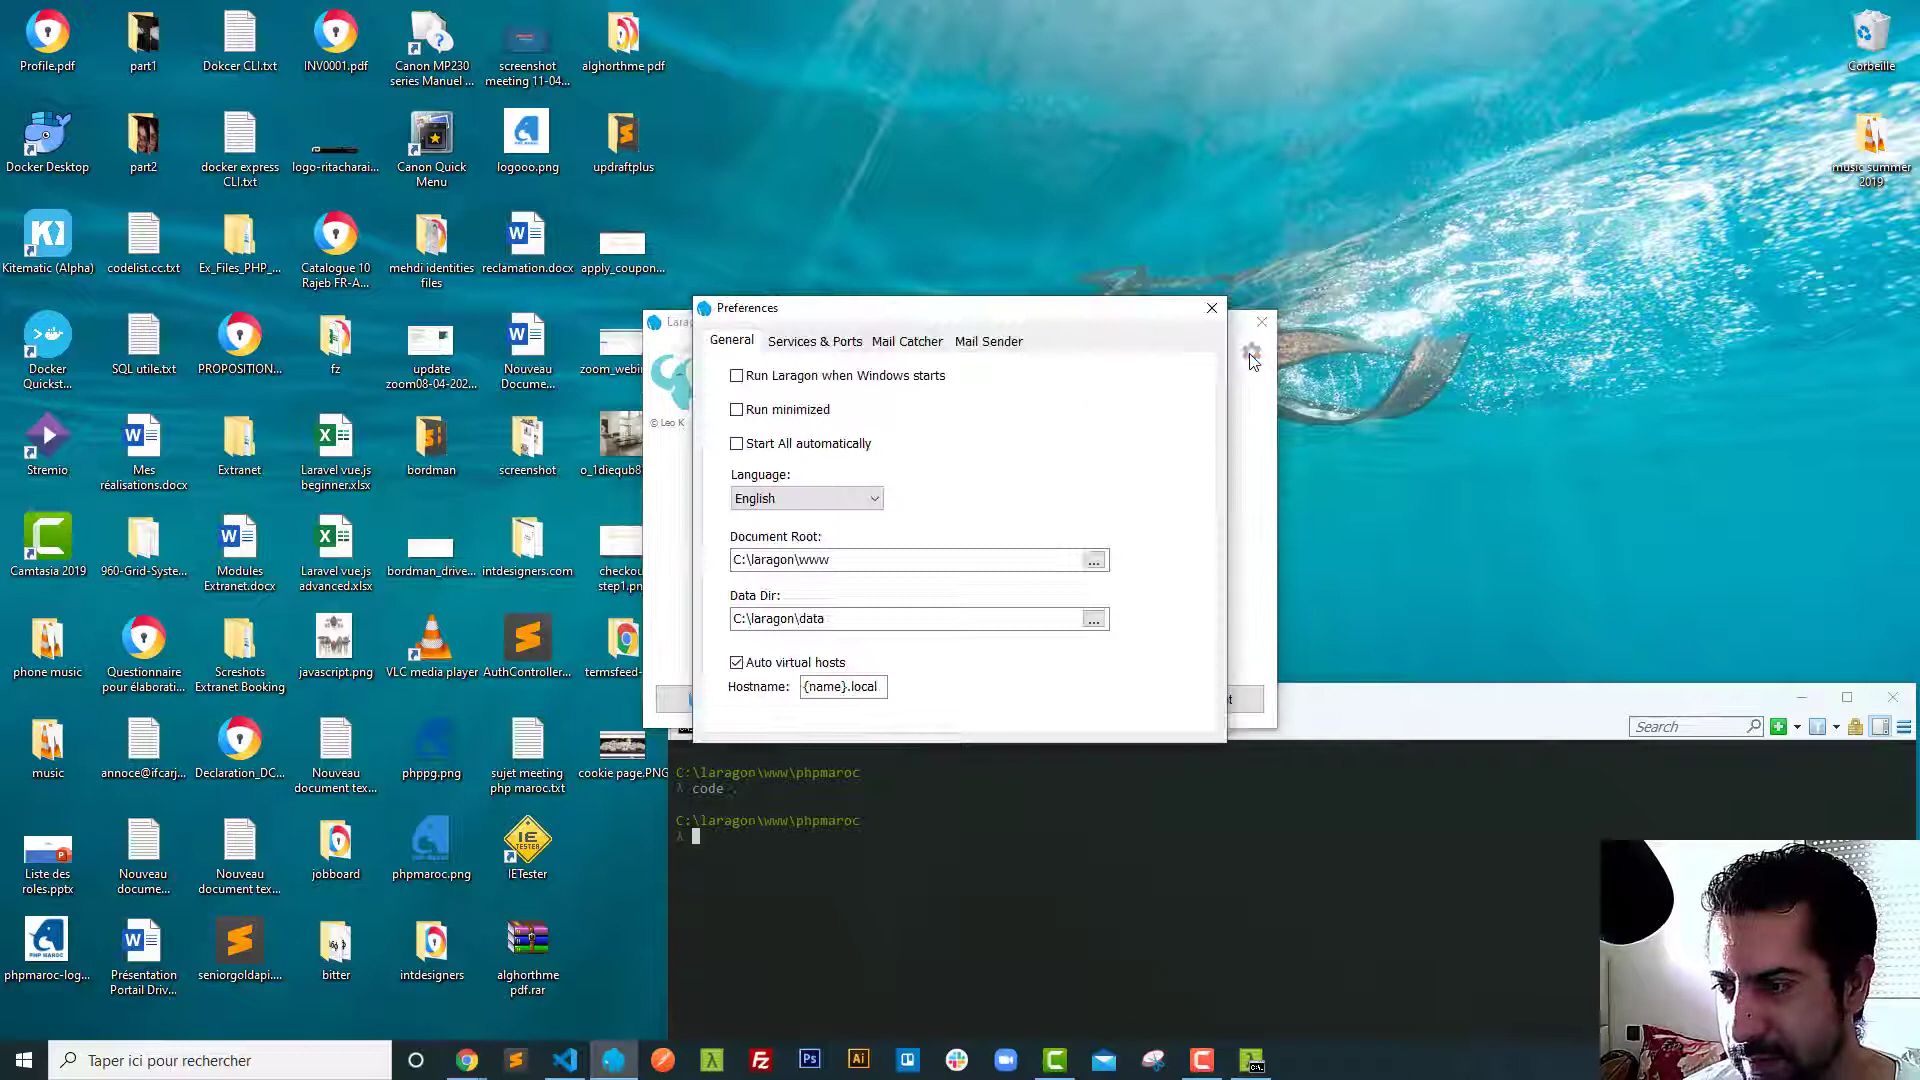 Profile.pdf
part1
Dokcer CLI.txt
INV0001.pdf
Canon MP230
series Manuel ...
screenshot
meeting 11-04...
alghorthme pdf
Corbeille
Docker Desktop
part2
docker express
CLI.txt
logo-ritacharai...
Canon Quick
Menu
logooo.png
updraftplus
music summer
2019
Kitematic (Alpha)
codelist.cc.txt
Ex_Files_PHP_...
Catalogue 10
Rajeb FR-A...
mehdi identities
files
reclamation.docx
apply_coupon...
Docker
Quickst...
SQL utile.txt
PROPOSITION...
fz
update
zoom08-04-202...
Nouveau
Docume...
zoom_webi
Stremio
Mes
réalisations.docx
Extranet
Laravel vue.js
beginner.xlsx
bordman
screenshot
o_1diequb8
Camtasia 2019
960-Grid-Syste...
Modules
Extranet.docx
Laravel vue.js
advanced.xlsx
bordman_drive...
intdesigners.com
checkou
step1.pn
phone music
Questionnaire
pour élaborati...
Screshots
Extranet Booking
javascript.png
VLC media player
AuthController...
termsfeed-
music
annoce@ifcarj...
Declaration_DC...
Nouveau
document tex...
phppg.png
sujet meeting
php maroc.txt
cookie page.PNG
Liste des
roles.pptx
Nouveau
docume...
Nouveau
document tex...
jobboard
phpmaroc.png
IETester
phpmaroc-log...
Présentation
Portail Driv...
seniorgoldapi....
bitter
intdesigners
alghorthme
pdf.rar
Larag
© Leo K
Preferences
General
Services & Ports
Mail Catcher
Mail Sender
Run Laragon when Windows starts
Run minimized
Start All automatically
Language:
English
Document Root:
C:\laragon\www
...
Data Dir:
C:\laragon\data
...
Auto virtual hosts
Hostname:
{name}.local
Search
C:\laragon\www\phpmaroc
λ code .
C:\laragon\www\phpmaroc
λ
Taper ici pour rechercher